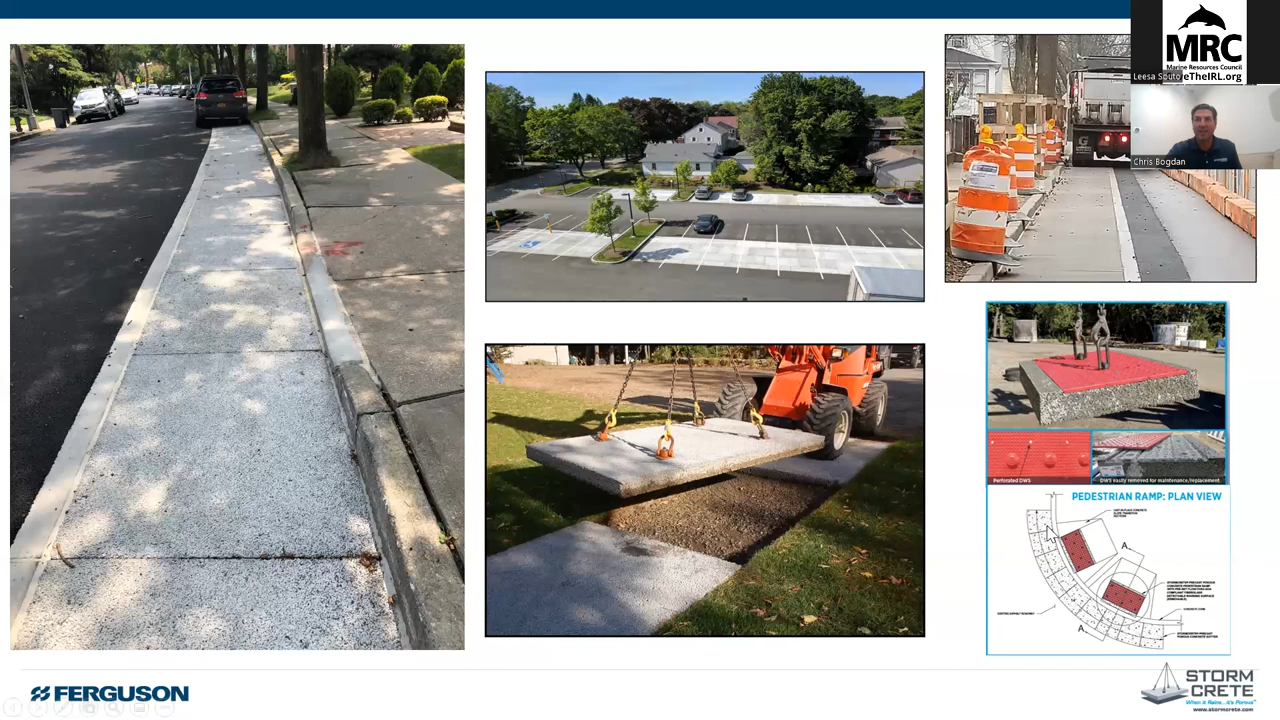 MRC
Marine Resources Council
Leesa Souto
eTheIRL.org
Chris Bogdan
Perforated DWS
DWS easily removed for maintenance/replacement
PEDESTRIAN RAMP: PLAN VIEW
A
A
FERGUSON
STORM
CRETE
When it Rains...it's Porous
www.stormcrete.com